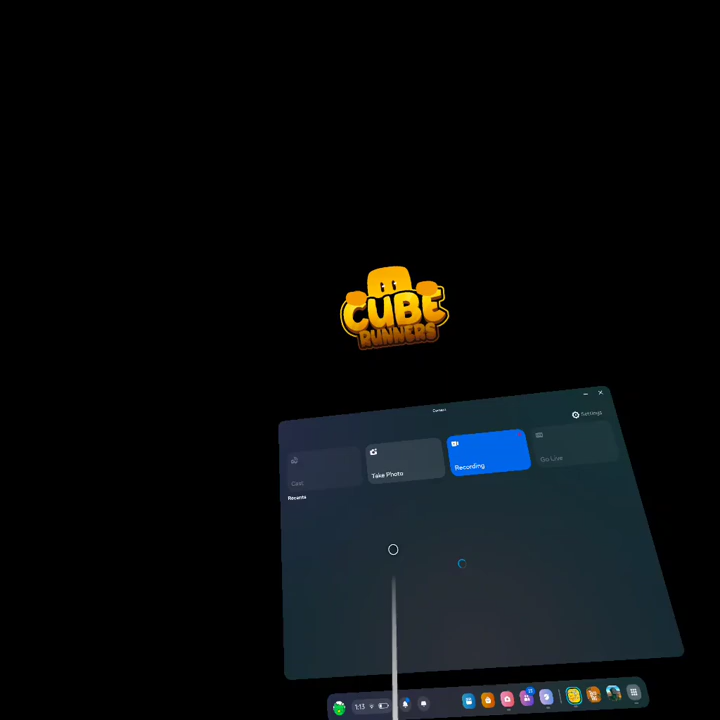 CUBE
RUNNERS
Camera
Settings
Cast
Take Photo
Recording
Go Live
Recents
1:13